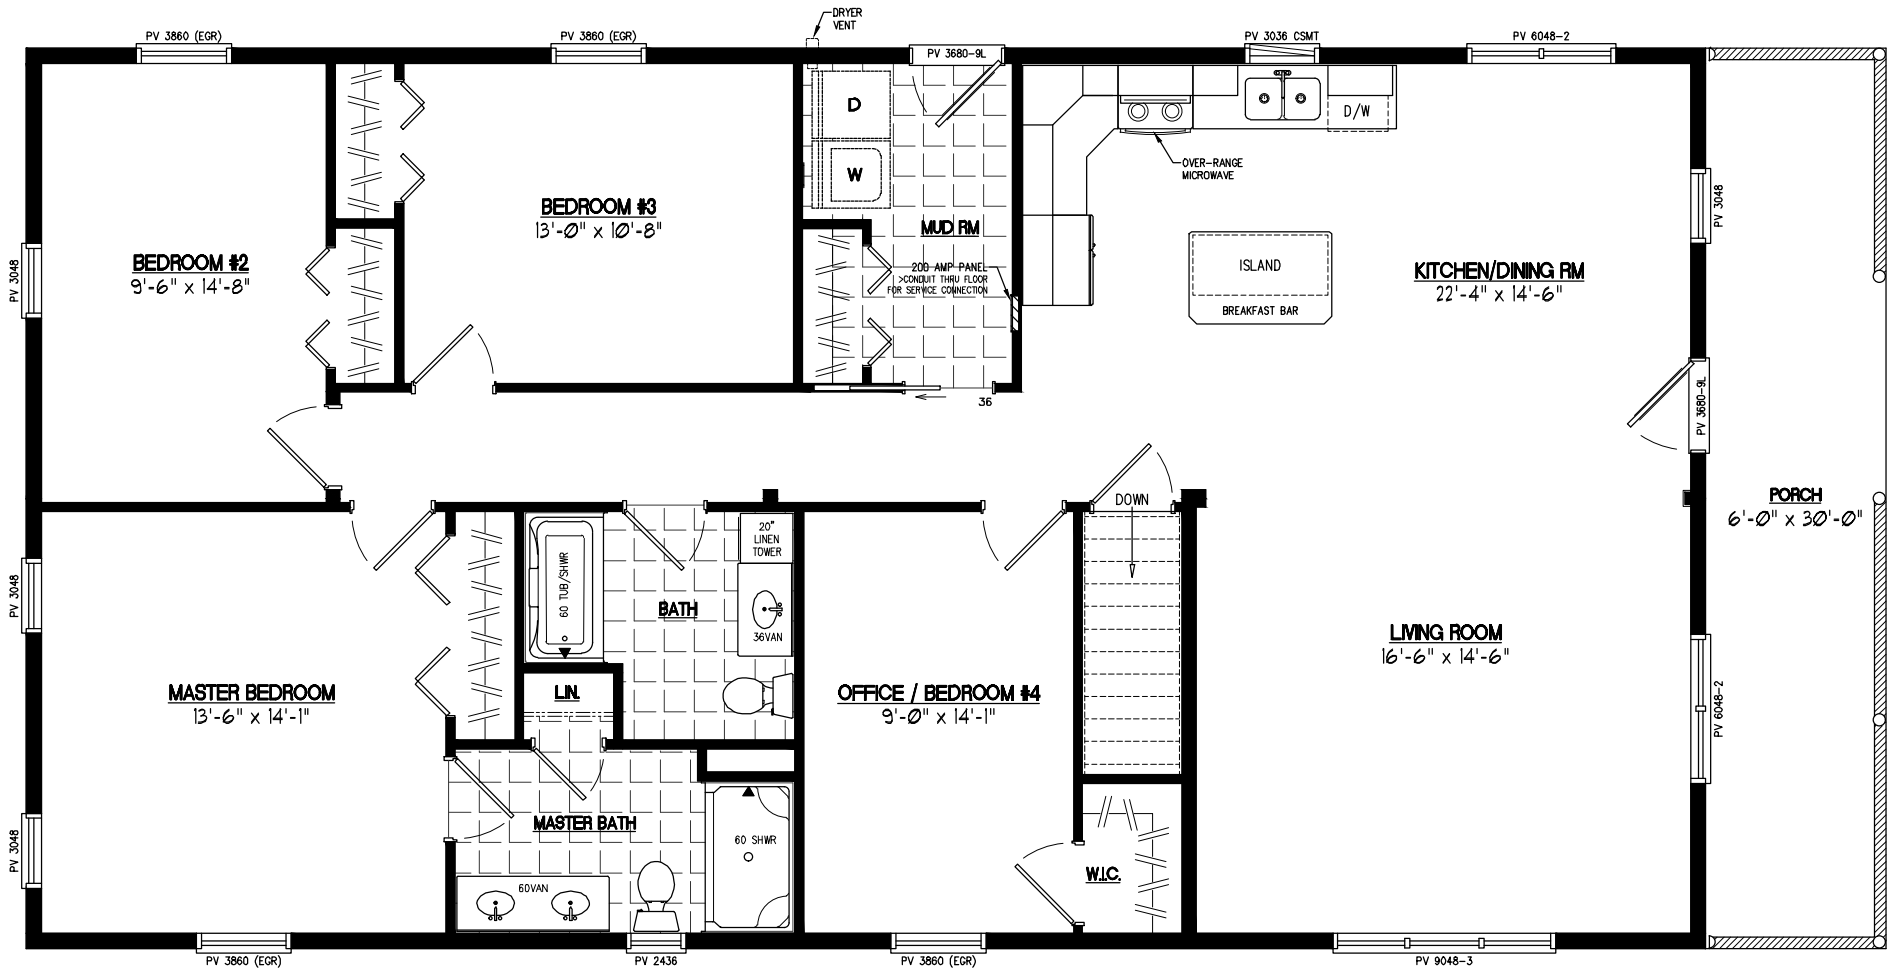 DRYER
VENT
PV 3860 (EGR)
PV 3860 (EGR)
PV 3680-9L
PV 3036 CSMT
PV 6048-2
D
W
D/W
OVER-RANGE
MICROWAVE
PV 3048
BEDROOM #3
13'-0" x 10'-8"
MUD RM
BEDROOM #2
9'-6" x 14'-8"
PV 3048
200 AMP PANEL
>CONDUIT THRU FLOOR
FOR SERVICE CONNECTION
ISLAND
BREAKFAST BAR
KITCHEN/DINING RM
22'-4" x 14'-6"
36
PV 3680-9L
DOWN
PORCH
6'-0" x 30'-0"
20"
LINEN
TOWER
60 TUB/SHWR
PV 3048
BATH
36VAN
LIVING ROOM
16'-6" x 14'-6"
MASTER BEDROOM
13'-6" x 14'-1"
LIN.
OFFICE / BEDROOM #4
9'-0" x 14'-1"
PV 6048-2
MASTER BATH
60 SHWR
PV 3048
W.I.C.
60VAN
PV 3860 (EGR)
PV 2436
PV 3860 (EGR)
PV 9048-3